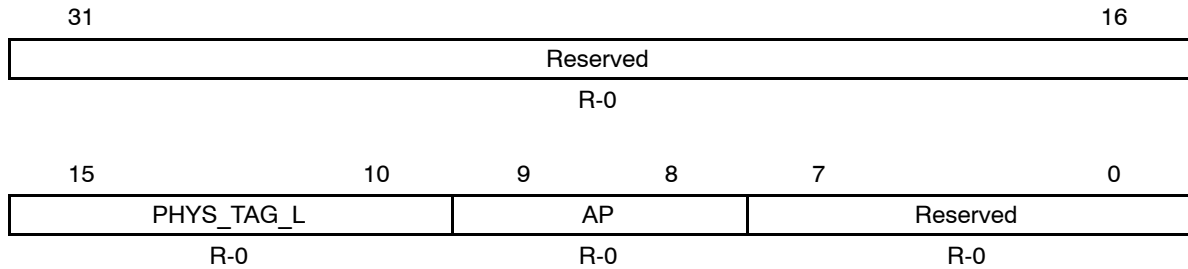 31 16
Reserved
R-0
15 10 9 8 7 0
PHYS_TAG_L AP Reserved
R-0 R-0 R-0